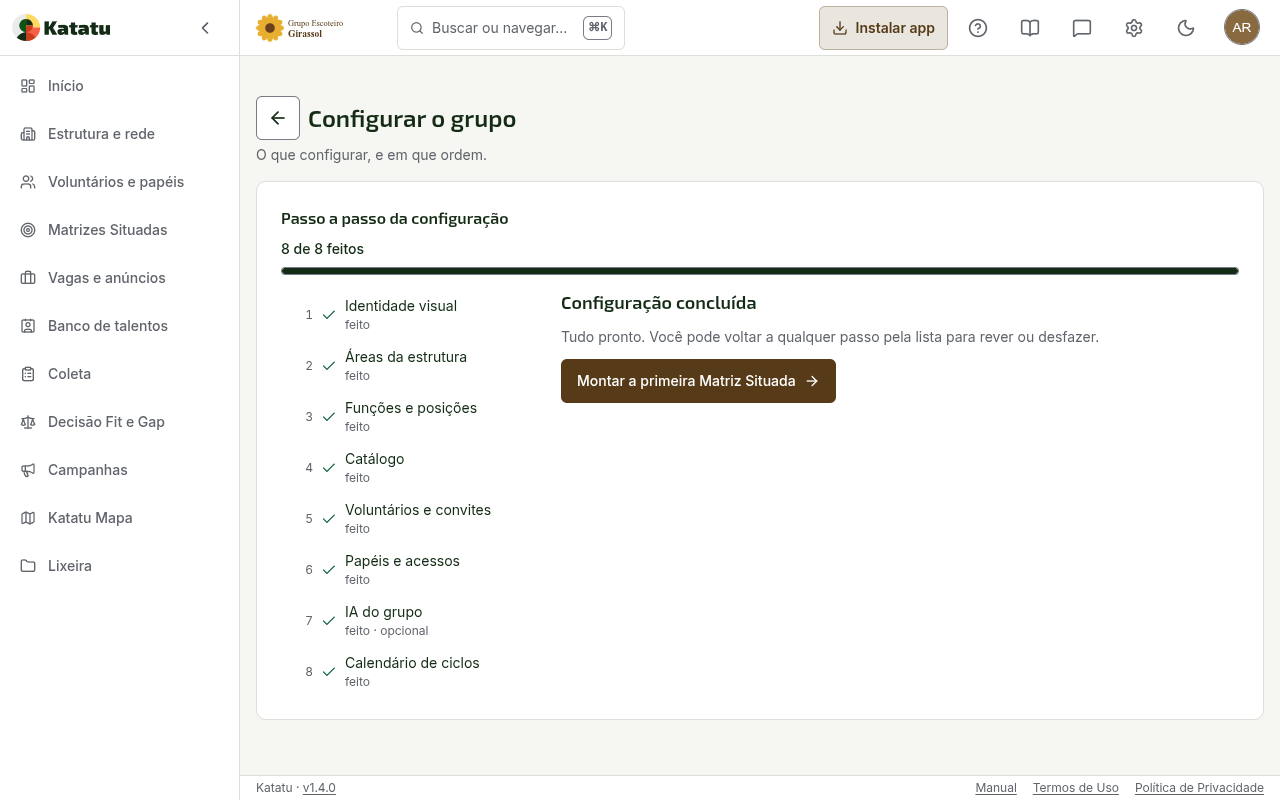 Katatu
Grupo Escoteiro
Girassol
Buscar ou navegar... ⌘K
Instalar app
AR
Início
Estrutura e rede
Voluntários e papéis
Matrizes Situadas
Vagas e anúncios
Banco de talentos
Coleta
Decisão Fit e Gap
Campanhas
Katatu Mapa
Lixeira
Configurar o grupo
O que configurar, e em que ordem.
Passo a passo da configuração
8 de 8 feitos
1 Identidade visual
feito
2 Áreas da estrutura
feito
3 Funções e posições
feito
4 Catálogo
feito
5 Voluntários e convites
feito
6 Papéis e acessos
feito
7 IA do grupo
feito · opcional
8 Calendário de ciclos
feito
Configuração concluída
Tudo pronto. Você pode voltar a qualquer passo pela lista para rever ou desfazer.
Montar a primeira Matriz Situada
Katatu · v1.4.0
Manual
Termos de Uso
Política de Privacidade